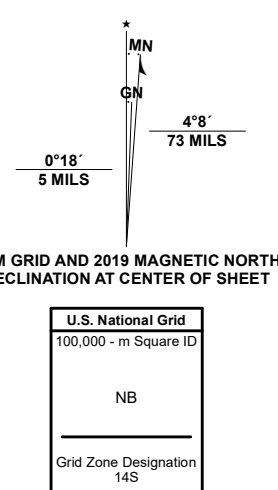 ★
MN
GN
4°8´
73 MILS
0°18´
5 MILS
M GRID AND 2019 MAGNETIC NORTH
ECLINATION AT CENTER OF SHEET
U.S. National Grid
100,000 - m Square ID
NB
Grid Zone Designation
14S